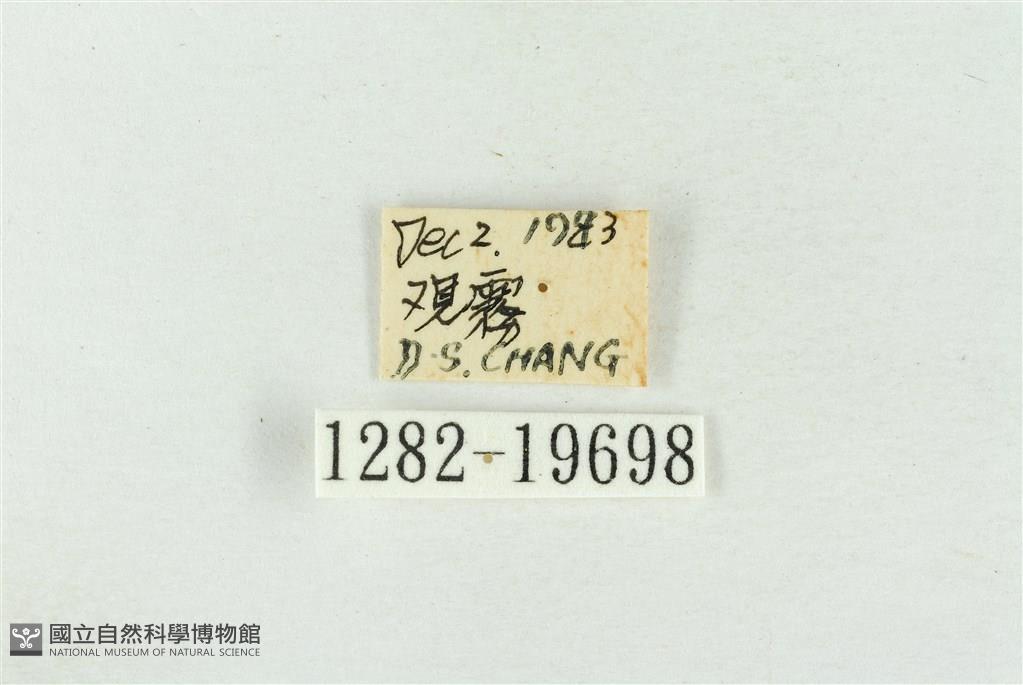 Dec 2. 1983
观霧
D.S. CHANG
1282-19698
國立自然科學博物館
NATIONAL MUSEUM OF NATURAL SCIENCE